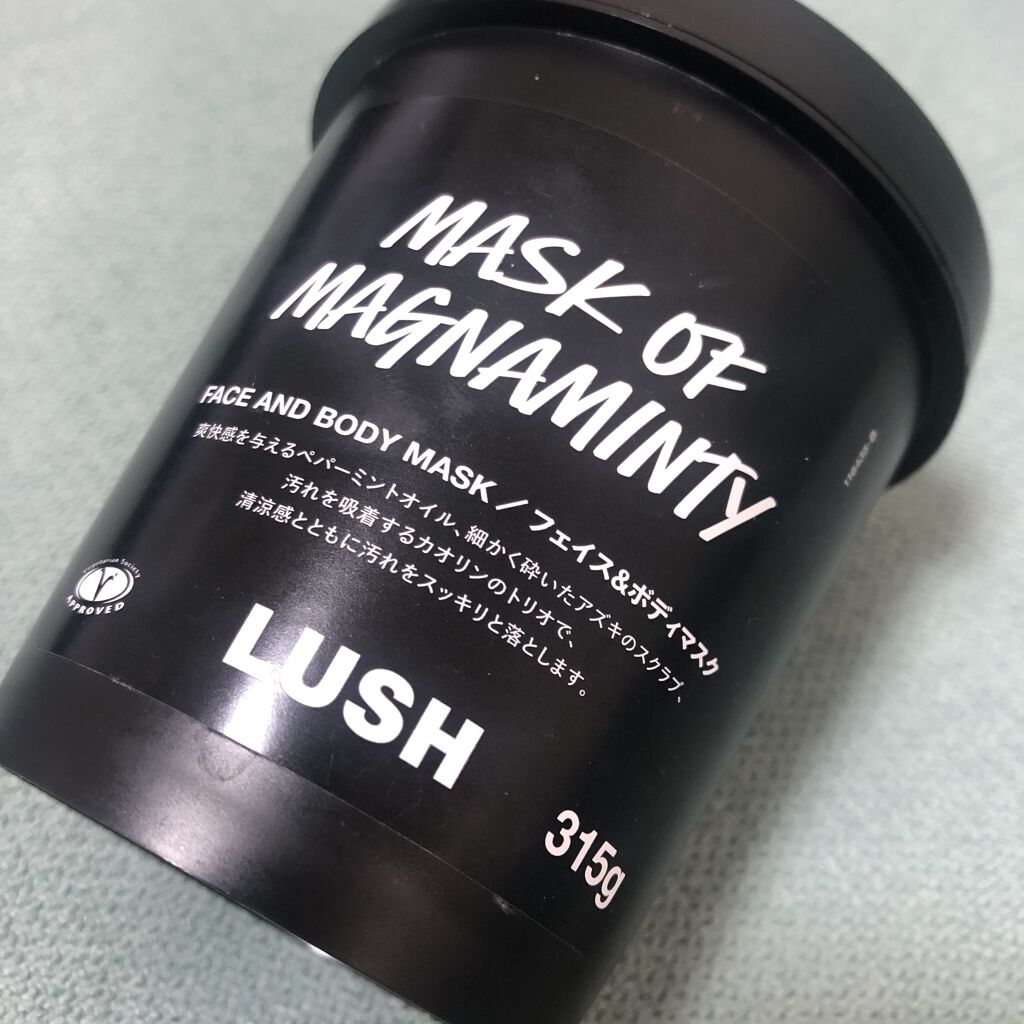 MASK OF
MAGNAMINTY
FACE AND BODY MASK / フェイス&ボディマスク
爽快感を与えるペパーミントオイル、細かく砕いたアズキのスクラブ、
汚れを吸着するカオリンのトリオで、
清涼感とともに汚れをスッキリと落とします。
Vegetarian Society
APPROVED
LUSH
315g